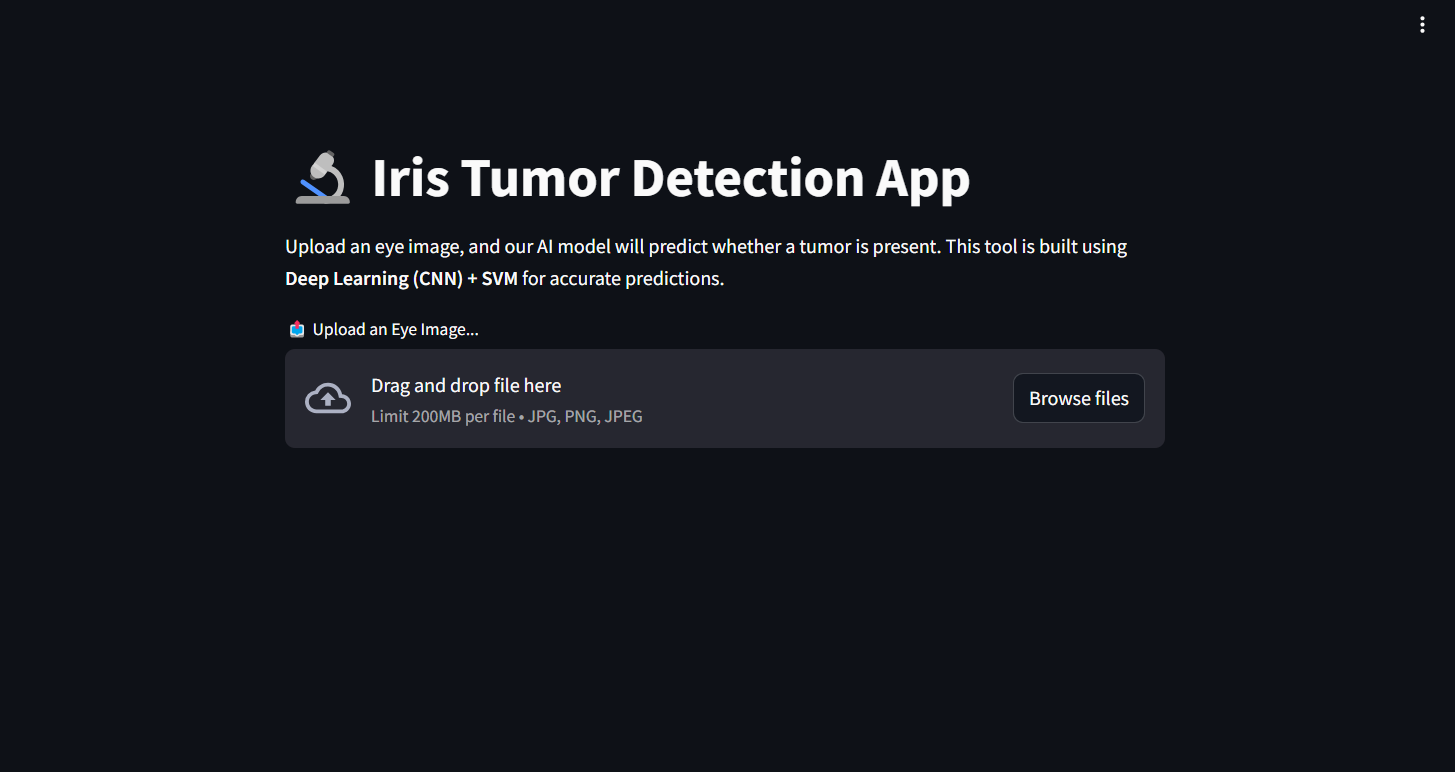 Iris Tumor Detection App
Upload an eye image, and our AI model will predict whether a tumor is present. This tool is built using
Deep Learning (CNN) + SVM for accurate predictions.
Upload an Eye Image...
Drag and drop file here
Limit 200MB per file • JPG, PNG, JPEG
Browse files